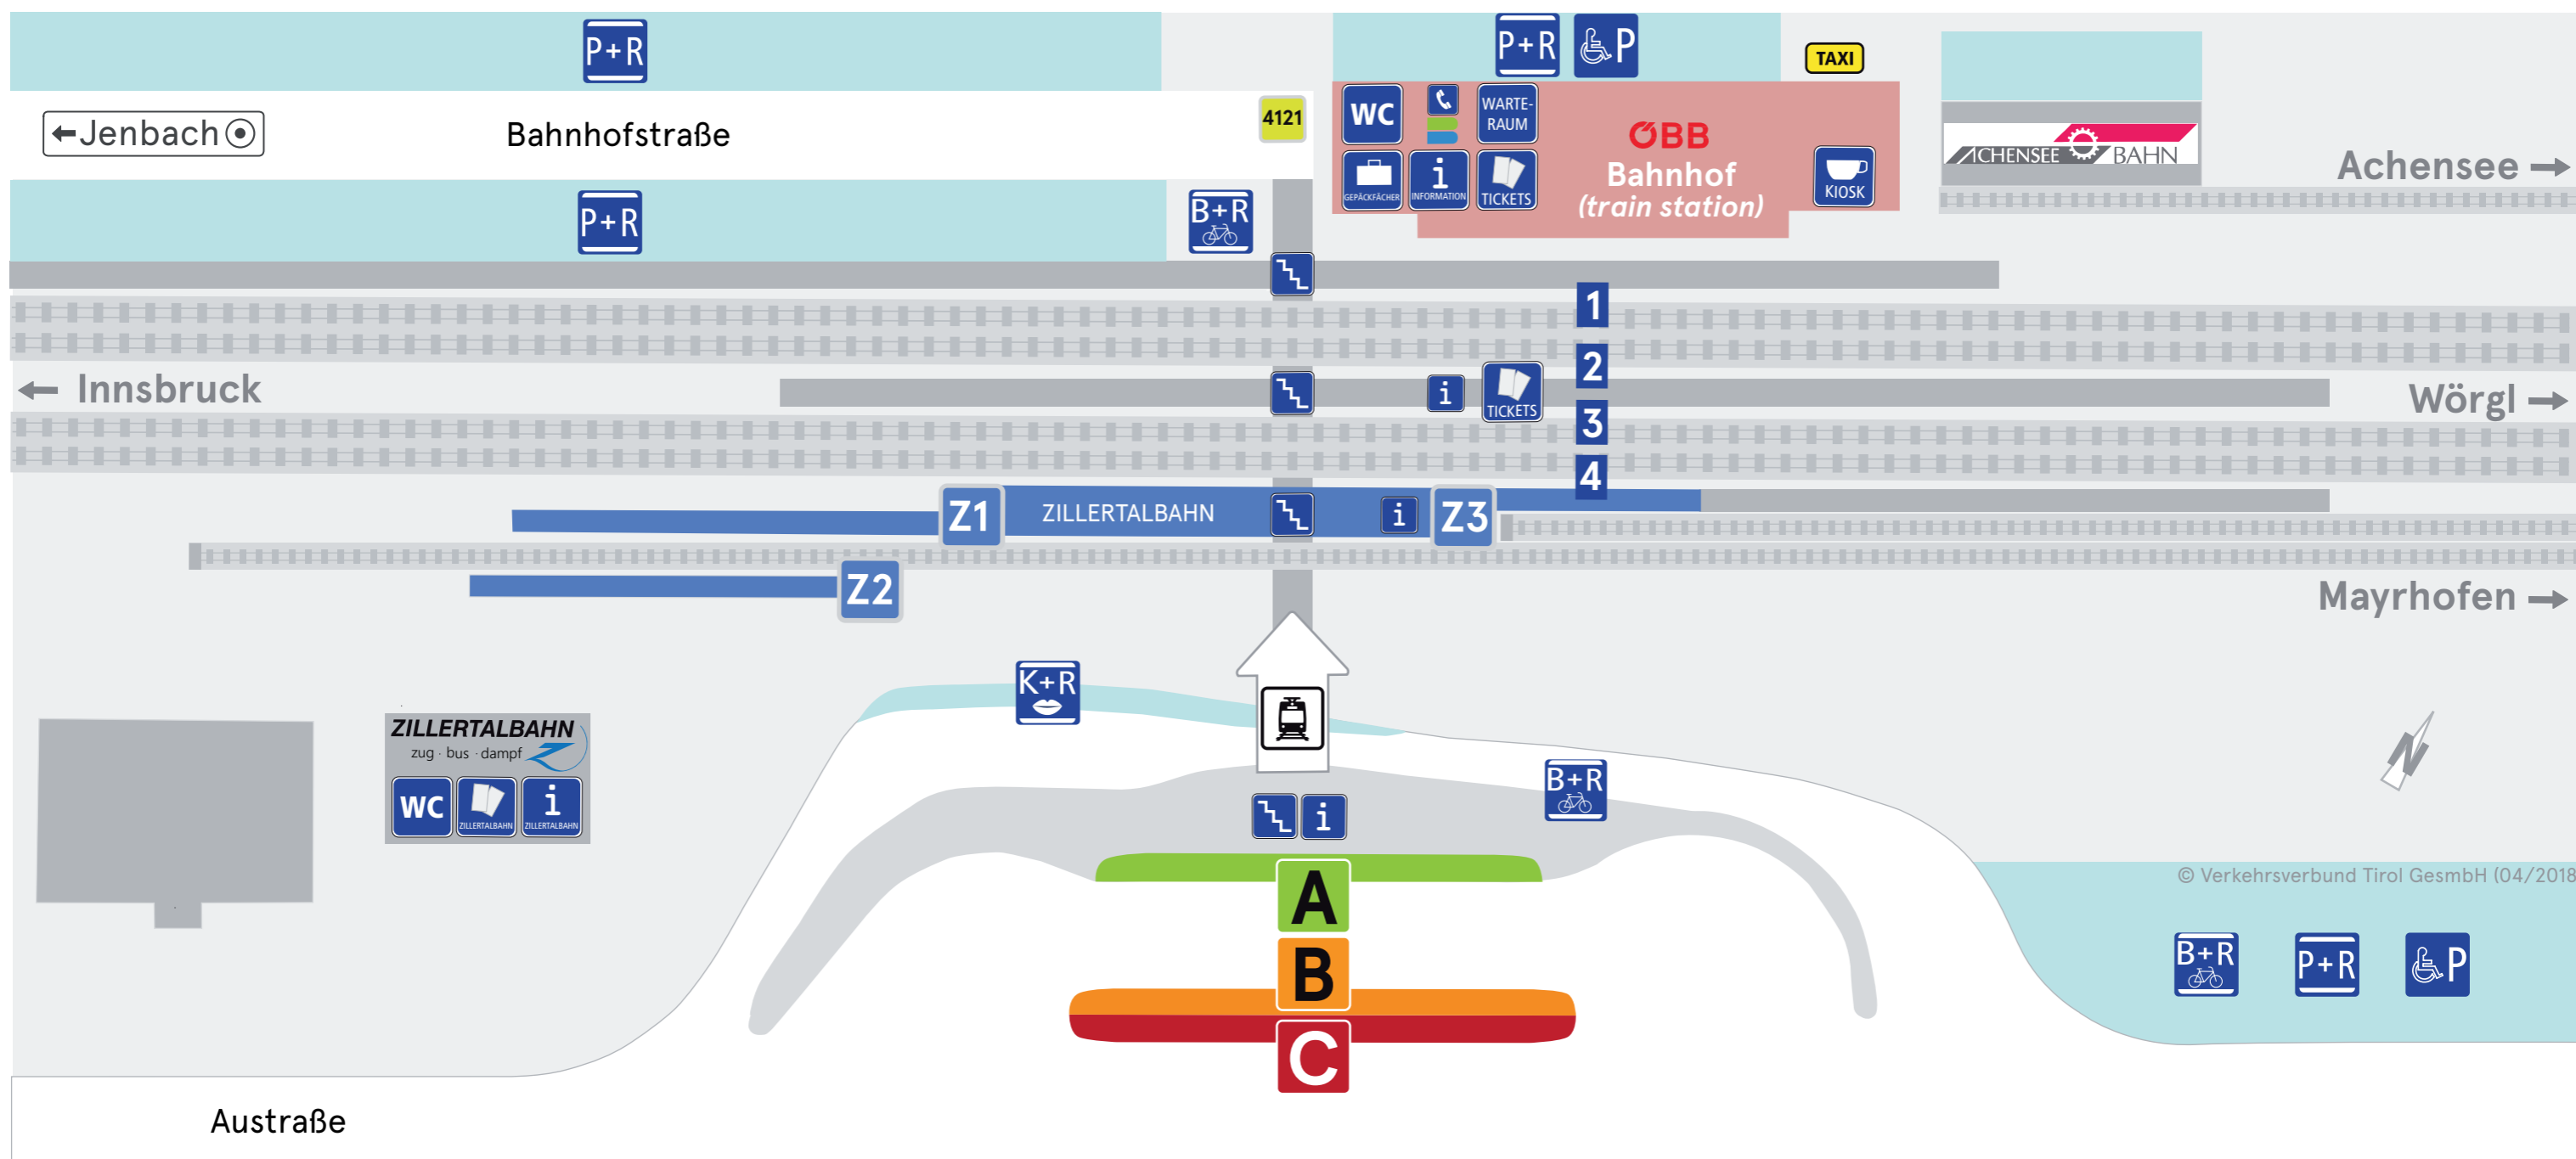 P+R
P+R
P
TAXI
←Jenbach
Bahnhofstraße
4121
WC
WARTE-
RAUM
ÖBB
Bahnhof
(train station)
GEPÄCKFÄCHER
i
INFORMATION
TICKETS
KIOSK
ACHENSEE BAHN
Achensee →
P+R
B+R
1
2
← Innsbruck
i
TICKETS
Wörgl →
3
4
Z1
ZILLERTALBAHN
i
Z3
Z2
Mayrhofen →
K+R
ZILLERTALBAHN
zug · bus · dampf
WC
ZILLERTALBAHN
i
ZILLERTALBAHN
N
B+R
i
A
B
C
© Verkehrsverbund Tirol GesmbH (04/2018
B+R
P+R
P
Austraße